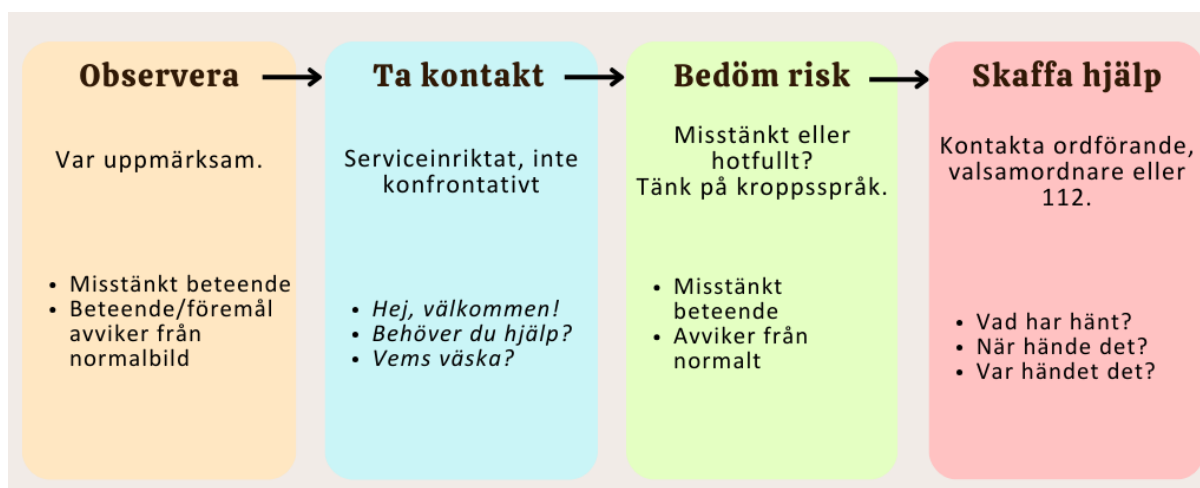 Observera
Var uppmärksam.
• Misstänkt beteende
• Beteende/föremål
avviker från
normalbild
Ta kontakt
Serviceinriktat, inte
konfrontativt
• Hej, välkommen!
• Behöver du hjälp?
• Vems väska?
Bedöm risk
Misstänkt eller
hotfullt?
Tänk på kroppsspråk.
• Misstänkt
beteende
• Avviker från
normalt
Skaffa hjälp
Kontakta ordförande,
valsamordnare eller
112.
• Vad har hänt?
• När hände det?
• Var händet det?